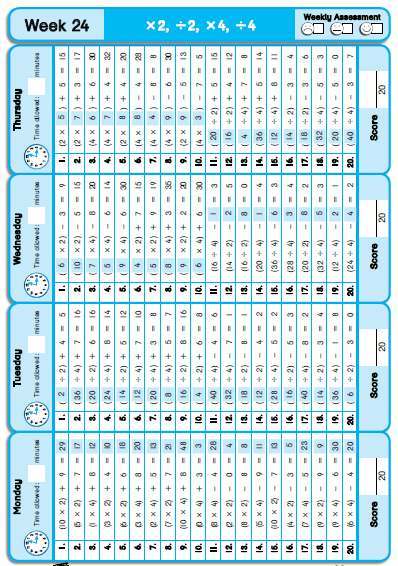 Week 24
×2, ÷2, ×4, ÷4
Weekly Assessment
Monday
Time allowed: minutes
1. (10 × 2) + 9 = 29
2. (5 × 2) + 7 = 17
3. (1 × 4) + 8 = 12
4. (3 × 2) + 4 = 10
5. (6 × 2) + 6 = 18
6. (3 × 4) + 8 = 20
7. (2 × 4) + 5 = 13
8. (7 × 2) + 7 = 21
9. (10 × 4) + 8 = 48
10. (0 × 4) + 3 = 3
11. (8 × 4) – 4 = 28
12. (2 × 2) – 0 = 4
13. (8 × 2) – 8 = 8
14. (5 × 4) – 9 = 11
15. (10 × 2) – 7 = 13
16. (4 × 2) – 3 = 5
17. (7 × 4) – 5 = 23
18. (9 × 2) – 9 = 9
19. (9 × 4) – 6 = 30
20. (6 × 4) – 4 = 20
Score 20
Tuesday
Time allowed: minutes
1. (2 ÷ 2) + 4 = 5
2. (36 ÷ 4) + 7 = 16
3. (20 ÷ 2) + 6 = 16
4. (24 ÷ 4) + 8 = 14
5. (14 ÷ 2) + 5 = 12
6. (12 ÷ 4) + 7 = 10
7. (20 ÷ 4) + 3 = 8
8. (8 ÷ 4) + 5 = 7
9. (16 ÷ 2) + 8 = 16
10. (4 ÷ 2) + 6 = 8
11. (40 ÷ 4) – 4 = 6
12. (32 ÷ 4) – 7 = 1
13. (18 ÷ 2) – 8 = 1
14. (12 ÷ 2) – 4 = 2
15. (28 ÷ 4) – 5 = 2
16. (16 ÷ 2) – 5 = 3
17. (40 ÷ 4) – 8 = 2
18. (14 ÷ 2) – 3 = 4
19. (36 ÷ 4) – 1 = 8
20. (6 ÷ 2) – 3 = 0
Score 20
Wednesday
Time allowed: minutes
1. (6 × 2) – 3 = 9
2. (10 × 2) – 5 = 15
3. (7 × 4) – 8 = 20
4. (5 × 4) – 6 = 14
5. (9 × 4) – 6 = 30
6. (4 × 2) + 7 = 15
7. (5 × 2) + 9 = 19
8. (8 × 4) + 3 = 35
9. (9 × 2) + 2 = 20
10. (6 × 4) + 6 = 30
11. (16 ÷ 4) – 1 = 3
12. (14 ÷ 2) – 2 = 5
13. (16 ÷ 2) – 8 = 0
14. (20 ÷ 4) – 1 = 4
15. (36 ÷ 4) – 6 = 3
16. (28 ÷ 4) – 3 = 4
17. (20 ÷ 2) – 8 = 2
18. (32 ÷ 4) – 5 = 3
19. (12 ÷ 4) – 2 = 1
20. (24 ÷ 4) – 4 = 2
Score 20
Thursday
Time allowed: minutes
1. (2 × 5) + 5 = 15
2. (2 × 6) + 5 = 17
3. (4 × 6) + 6 = 30
4. (4 × 7) + 4 = 32
5. (2 × 8) + 4 = 20
6. (4 × 8) – 4 = 28
7. (4 × 4) – 8 = 8
8. (4 × 9) – 6 = 30
9. (2 × 9) – 5 = 13
10. (4 × 3) – 7 = 5
11. (20 ÷ 2) + 5 = 15
12. (16 ÷ 2) + 4 = 12
13. (4 ÷ 4) + 7 = 8
14. (36 ÷ 4) + 5 = 14
15. (12 ÷ 4) + 8 = 11
16. (14 ÷ 2) – 3 = 4
17. (18 ÷ 2) – 3 = 6
18. (32 ÷ 4) – 3 = 5
19. (20 ÷ 4) – 5 = 0
20. (40 ÷ 4) – 3 = 7
Score 20